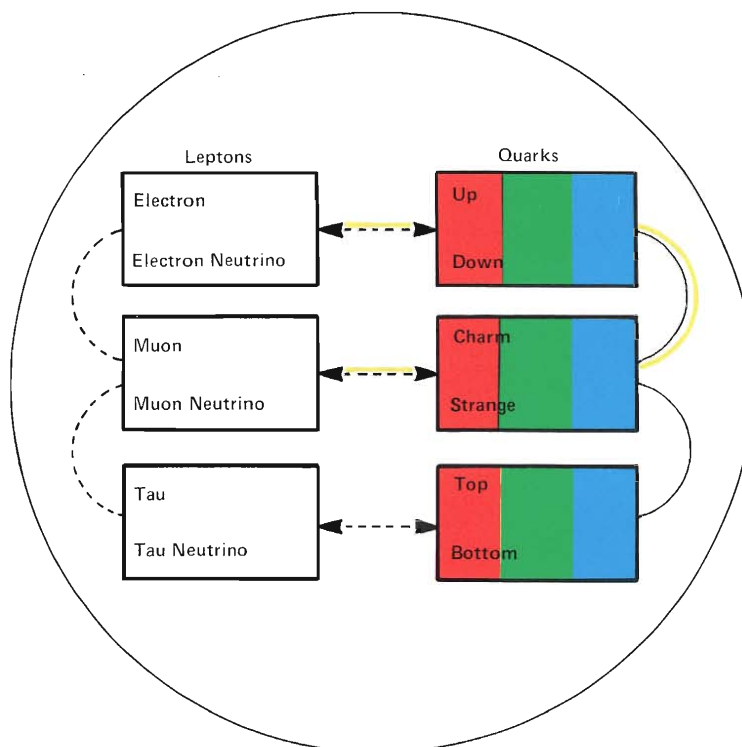 Leptons
Quarks
Electron
Electron Neutrino
Up
Down
Muon
Muon Neutrino
Charm
Strange
Tau
Tau Neutrino
Top
Bottom